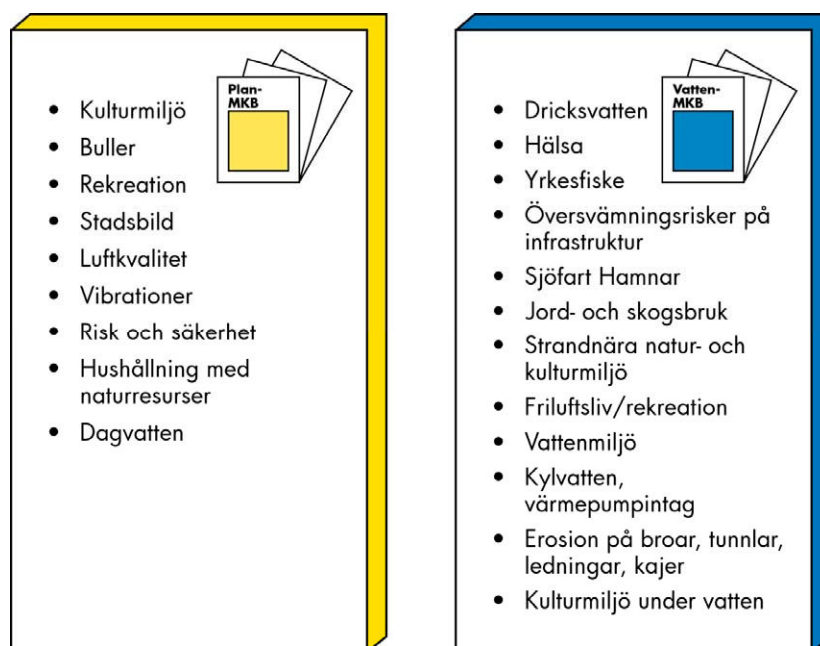 Plan-
MKB
• Kulturmiljö
• Buller
• Rekreation
• Stadsbild
• Luftkvalitet
• Vibrationer
• Risk och säkerhet
• Hushållning med
naturresurser
• Dagvatten
Vatten-
MKB
• Dricksvatten
• Hälsa
• Yrkesfiske
• Översvämningsrisker på
infrastruktur
• Sjöfart Hamnar
• Jord- och skogsbruk
• Strandnära natur- och
kulturmiljö
• Friluftsliv/rekreation
• Vattenmiljö
• Kylvatten,
värmepumpintag
• Erosion på broar, tunnlar,
ledningar, kajer
• Kulturmiljö under vatten